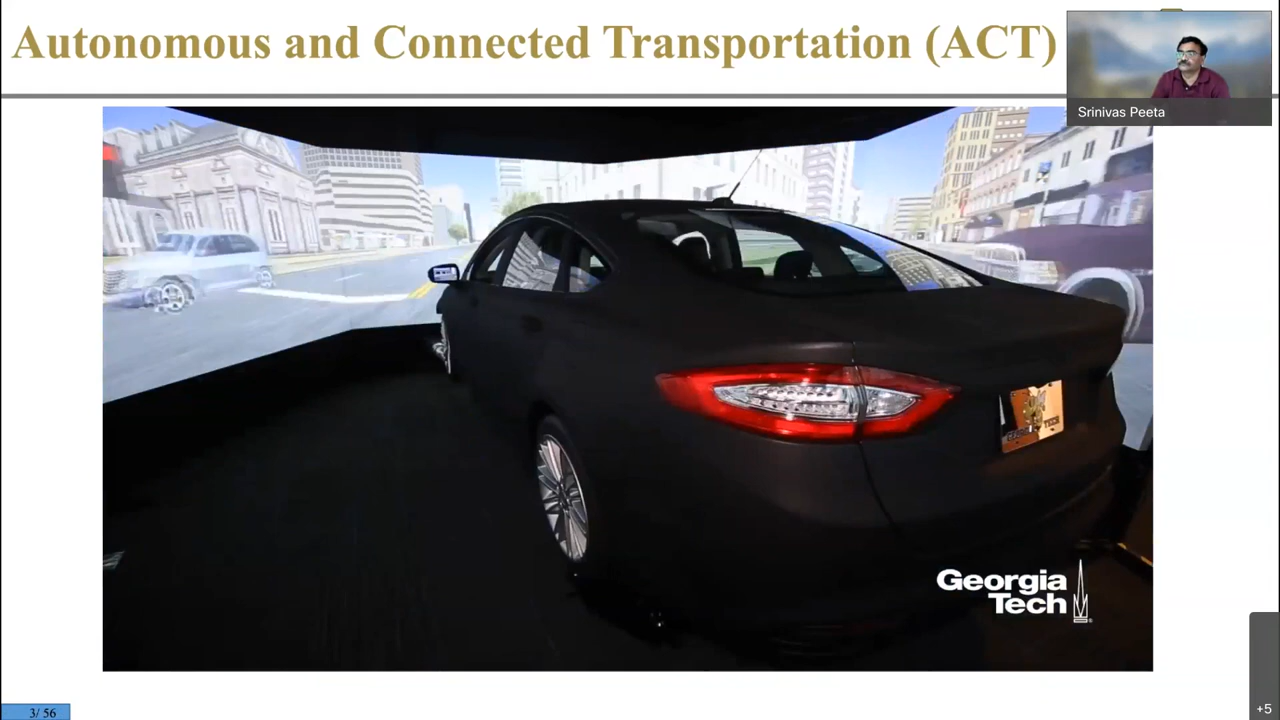 Autonomous and Connected Transportation (ACT)
Srinivas Peeta
Georgia
Tech
3/ 56
+5